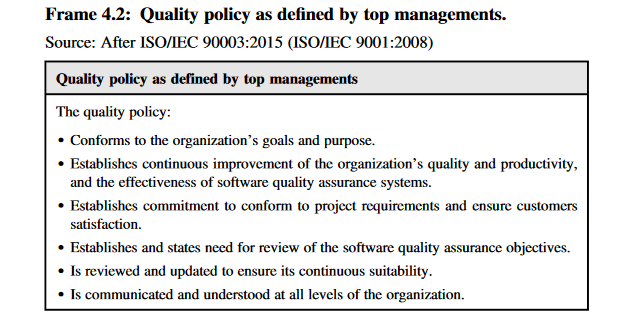 Frame 4.2: Quality policy as defined by top managements.
Source: After ISO/IEC 90003:2015 (ISO/IEC 9001:2008)
Quality policy as defined by top managements
The quality policy:
• Conforms to the organization's goals and purpose.
• Establishes continuous improvement of the organization's quality and productivity,
and the effectiveness of software quality assurance systems.
• Establishes commitment to conform to project requirements and ensure customers
satisfaction.
• Establishes and states need for review of the software quality assurance objectives.
• Is reviewed and updated to ensure its continuous suitability.
• Is communicated and understood at all levels of the organization.